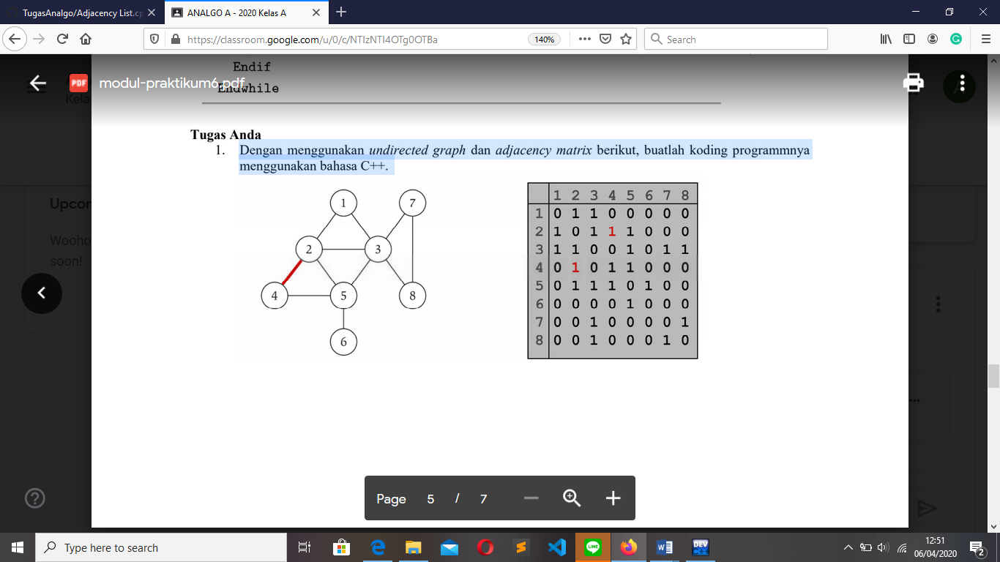 TugasAnalgo/Adjacency List.cp
ANALGO A - 2020 Kelas A
https://classroom.google.com/u/0/c/NTIzNTI4OTg0OTBa
140%
Search
Endif
modul-praktikum6.pdf
Endwhile
Kela
Tugas Anda
1. Dengan menggunakan undirected graph dan adjacency matrix berikut, buatlah koding programmnya
menggunakan bahasa C++.
Upcor
Wooho
soon!
1 7
2 3
4 5 8
6
1 2 3 4 5 6 7 8
1 0 1 1 0 0 0 0 0
2 1 0 1 1 1 0 0 0
3 1 1 0 0 1 0 1 1
4 0 1 0 1 1 0 0 0
5 0 1 1 1 0 1 0 0
6 0 0 0 0 1 0 0 0
7 0 0 1 0 0 0 0 1
8 0 0 1 0 0 0 1 0
Page 5 / 7
Type here to search
LINE
DEV
12:51
06/04/2020
2